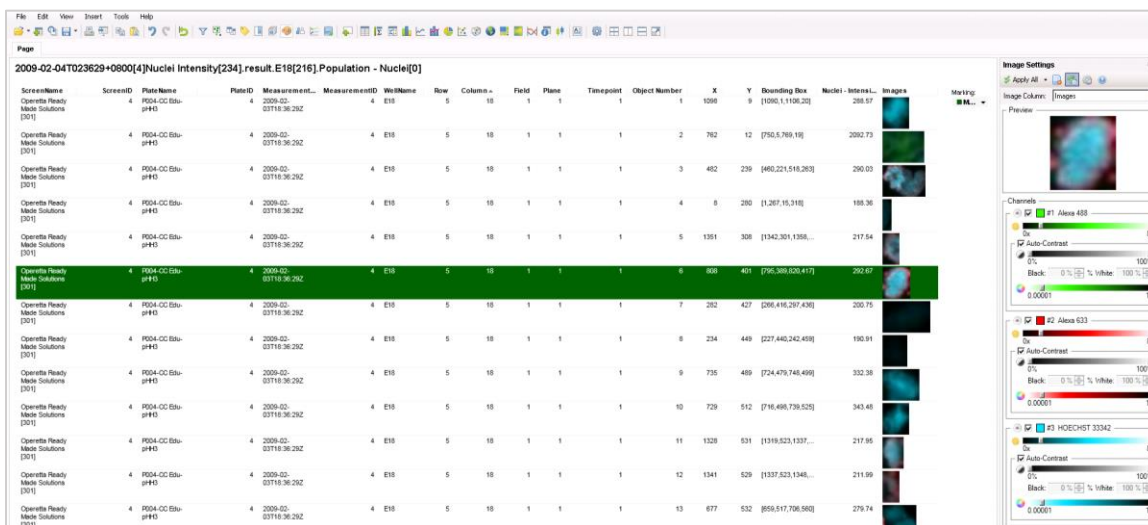 File Edit View Insert Tools Help
Page
2009-02-04T023629+0800[4]Nuclei Intensity[234].result.E18[216].Population - Nuclei[0]
ScreenName ScreenID PlateName PlateID Measurement... MeasurementID WellName Row Column Field Plane Timepoint Object Number X Y Bounding Box Nuclei - Intensi... Images
Operetta Ready 4 P004-CC Edu- 4 2009-02- 4 E18 5 18 1 1 1 1 1098 9 [1090,1,1106,20] 288.57
Made Solutions pHH3 03T18:36:29Z
[301]
Operetta Ready 4 P004-CC Edu- 4 2009-02- 4 E18 5 18 1 1 1 2 762 12 [750,5,769,19] 2092.73
Made Solutions pHH3 03T18:36:29Z
[301]
Operetta Ready 4 P004-CC Edu- 4 2009-02- 4 E18 5 18 1 1 1 3 482 239 [460,221,518,263] 290.03
Made Solutions pHH3 03T18:36:29Z
[301]
Operetta Ready 4 P004-CC Edu- 4 2009-02- 4 E18 5 18 1 1 1 4 8 280 [1,267,15,318] 188.36
Made Solutions pHH3 03T18:36:29Z
[301]
Operetta Ready 4 P004-CC Edu- 4 2009-02- 4 E18 5 18 1 1 1 5 1351 308 [1342,301,1358,... 217.54
Made Solutions pHH3 03T18:36:29Z
[301]
Operetta Ready 4 P004-CC Edu- 4 2009-02- 4 E18 5 18 1 1 1 6 808 401 [795,389,820,417] 292.67
Made Solutions pHH3 03T18:36:29Z
[301]
Operetta Ready 4 P004-CC Edu- 4 2009-02- 4 E18 5 18 1 1 1 7 282 427 [266,416,297,436] 200.75
Made Solutions pHH3 03T18:36:29Z
[301]
Operetta Ready 4 P004-CC Edu- 4 2009-02- 4 E18 5 18 1 1 1 8 234 449 [227,440,242,459] 190.91
Made Solutions pHH3 03T18:36:29Z
[301]
Operetta Ready 4 P004-CC Edu- 4 2009-02- 4 E18 5 18 1 1 1 9 735 489 [724,479,748,499] 332.38
Made Solutions pHH3 03T18:36:29Z
[301]
Operetta Ready 4 P004-CC Edu- 4 2009-02- 4 E18 5 18 1 1 1 10 729 512 [716,498,739,525] 343.48
Made Solutions pHH3 03T18:36:29Z
[301]
Operetta Ready 4 P004-CC Edu- 4 2009-02- 4 E18 5 18 1 1 1 11 1328 531 [1319,523,1337,... 217.95
Made Solutions pHH3 03T18:36:29Z
[301]
Operetta Ready 4 P004-CC Edu- 4 2009-02- 4 E18 5 18 1 1 1 12 1341 529 [1337,523,1348,... 211.99
Made Solutions pHH3 03T18:36:29Z
[301]
Operetta Ready 4 P004-CC Edu- 4 2009-02- 4 E18 5 18 1 1 1 13 677 532 [659,517,706,560] 279.74
Made Solutions pHH3 03T18:36:29Z
[301]
Marking:
M...
Image Settings
Apply All
Image Column: Images
Preview
Channels
#1 Alexa 488
0x
Auto-Contrast
0% 100
Black: 0 % % White: 100 %
0.00001
#2 Alexa 633
0x
Auto-Contrast
0% 100
Black: 0 % % White: 100 %
0.00001
#3 HOECHST 33342
0x
Auto-Contrast
0% 100
Black: 0 % % White: 100 %
0.00001